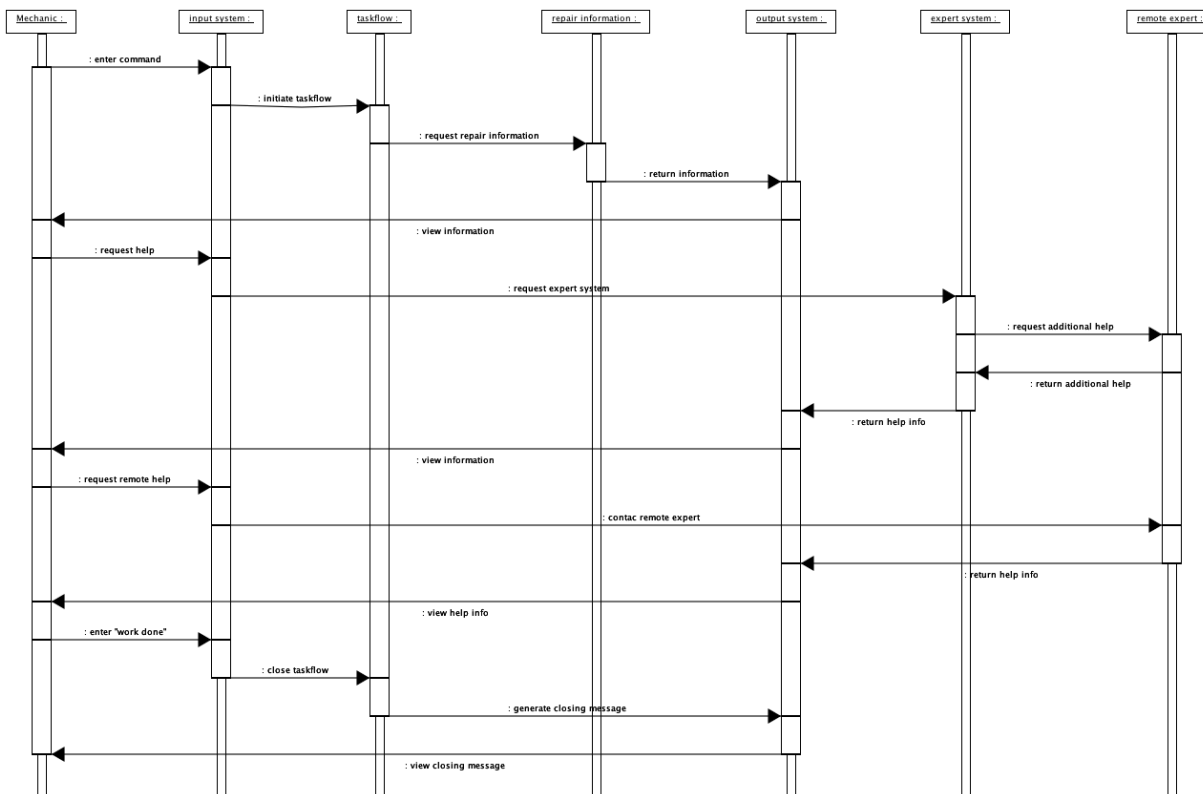 Mechanic :
input system :
taskflow :
repair information :
output system :
expert system :
remote expert :
: enter command
: initiate taskflow
: request repair information
: return information
: view information
: request help
: request expert system
: request additional help
: return additional help
: return help info
: view information
: request remote help
: contac remote expert
: return help info
: view help info
: enter "work done"
: close taskflow
: generate closing message
: view closing message